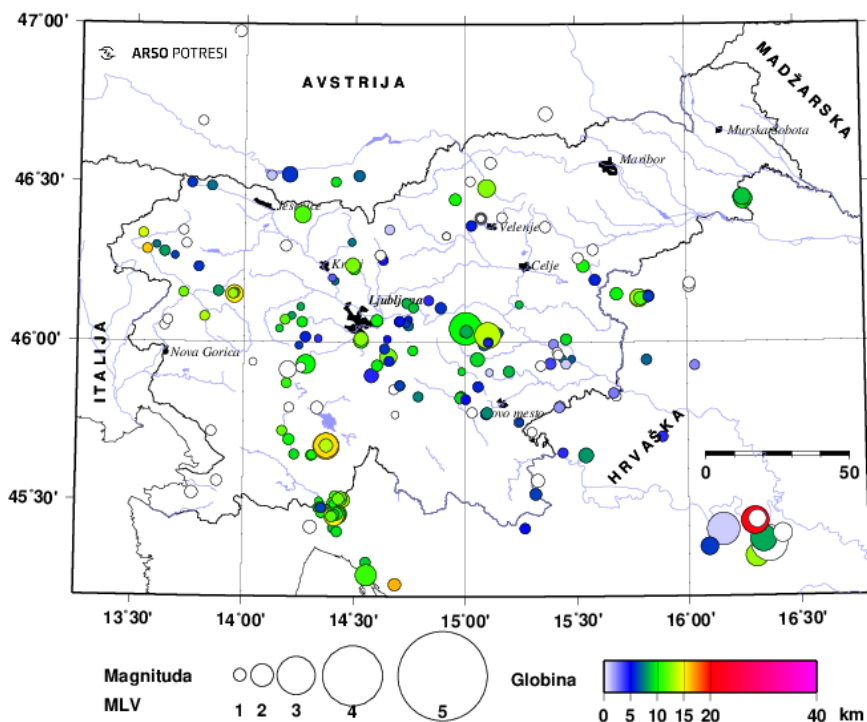 47°00'
ARSO POTRESI
AVSTRIJA
MADŽARSKA
Murska Sobota
Maribor
46°30'
Jesenice
Velenje
Kranj
Celje
Ljubljana
46°00'
Nova Gorica
ITALIJA
Novo mesto
HRVAŠKA
0 50
45°30'
13°30' 14°00' 14°30' 15°00' 15°30' 16°00' 16°30'
Magnituda
MLV
1 2 3 4 5
Globina
0 5 10 15 20 40 km